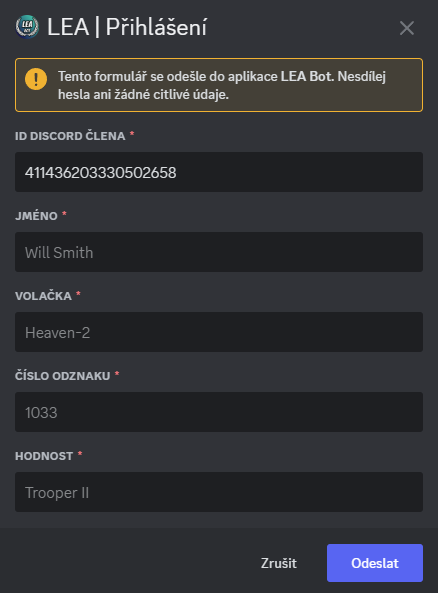 LEA | Přihlášení
Tento formulář se odešle do aplikace LEA Bot. Nesdílej
hesla ani žádné citlivé údaje.
ID DISCORD ČLENA *
411436203330502658
JMÉNO *
Will Smith
VOLAČKA *
Heaven-2
ČÍSLO ODZNAKU *
1033
HODNOST *
Trooper II
Zrušit
Odeslat